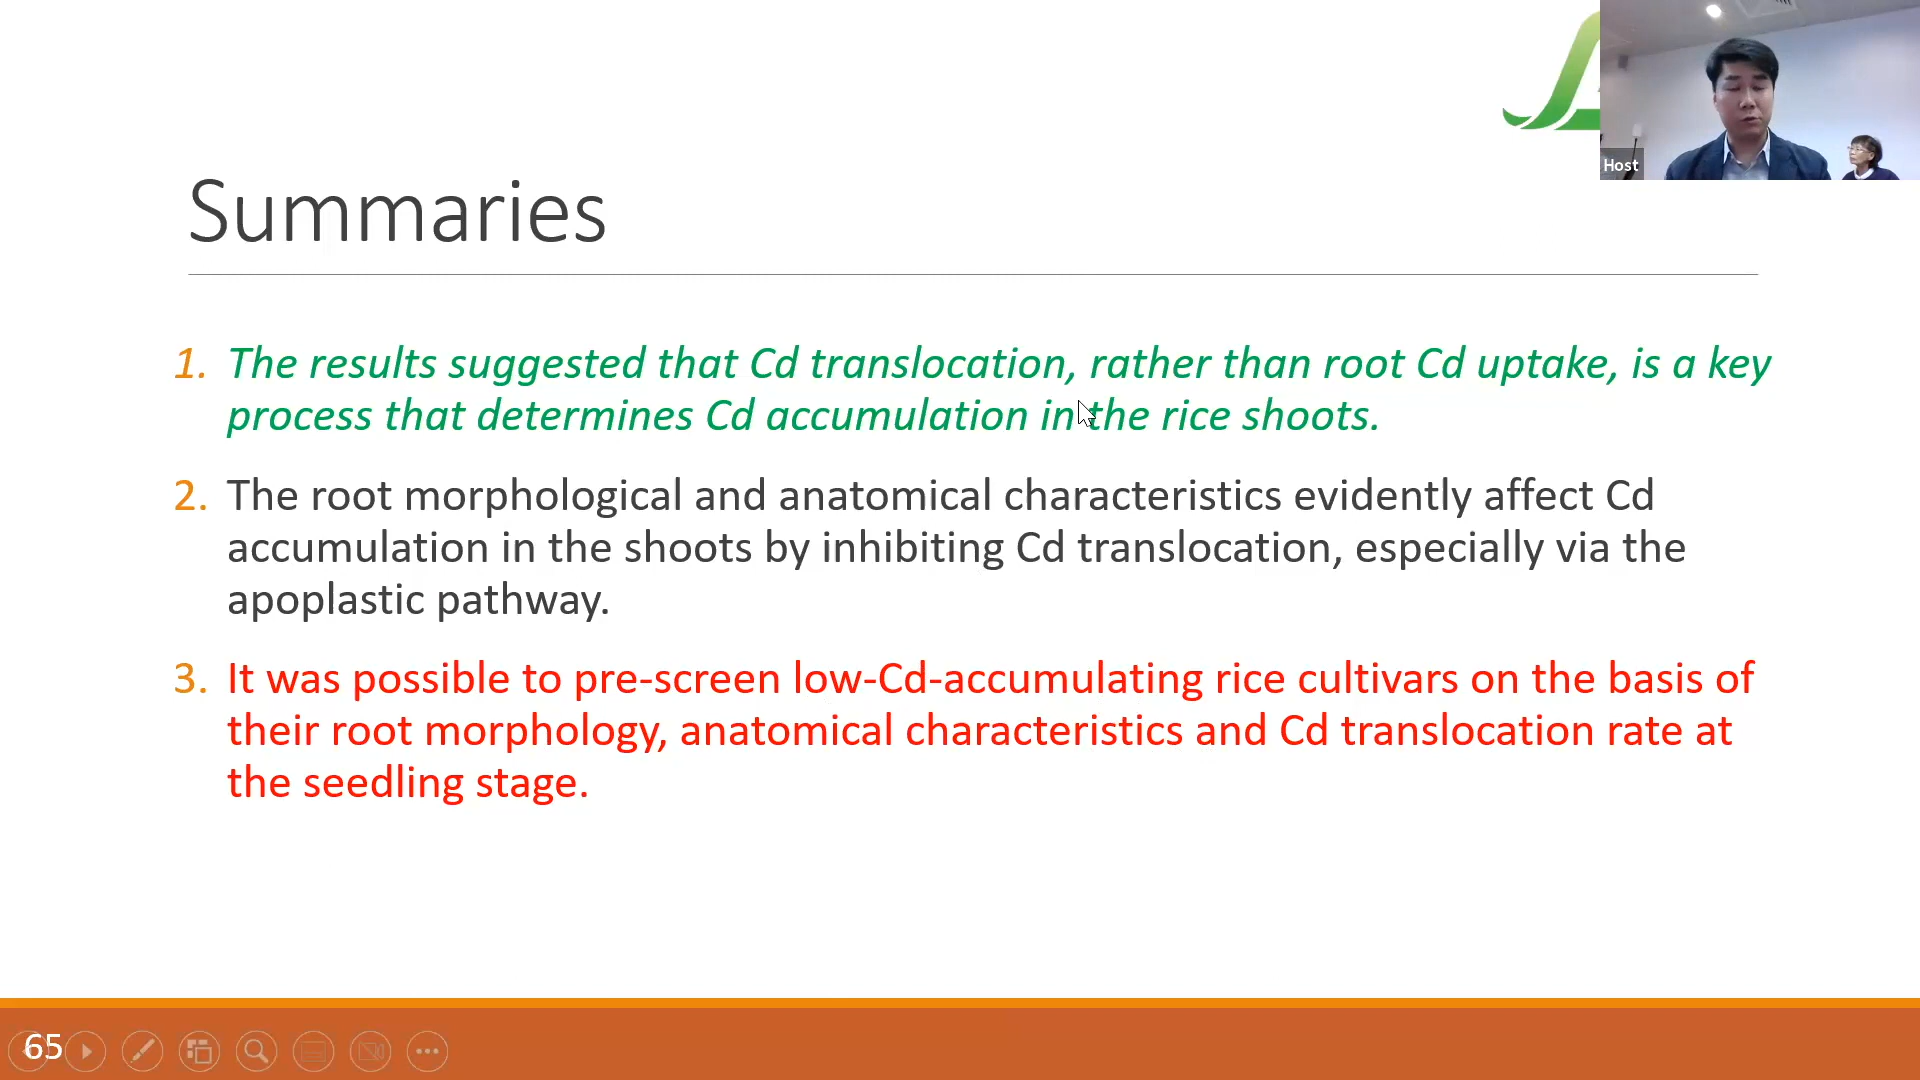 Host
Summaries
1. The results suggested that Cd translocation, rather than root Cd uptake, is a key
process that determines Cd accumulation in the rice shoots.
2. The root morphological and anatomical characteristics evidently affect Cd
accumulation in the shoots by inhibiting Cd translocation, especially via the
apoplastic pathway.
3. It was possible to pre-screen low-Cd-accumulating rice cultivars on the basis of
their root morphology, anatomical characteristics and Cd translocation rate at
the seedling stage.
65